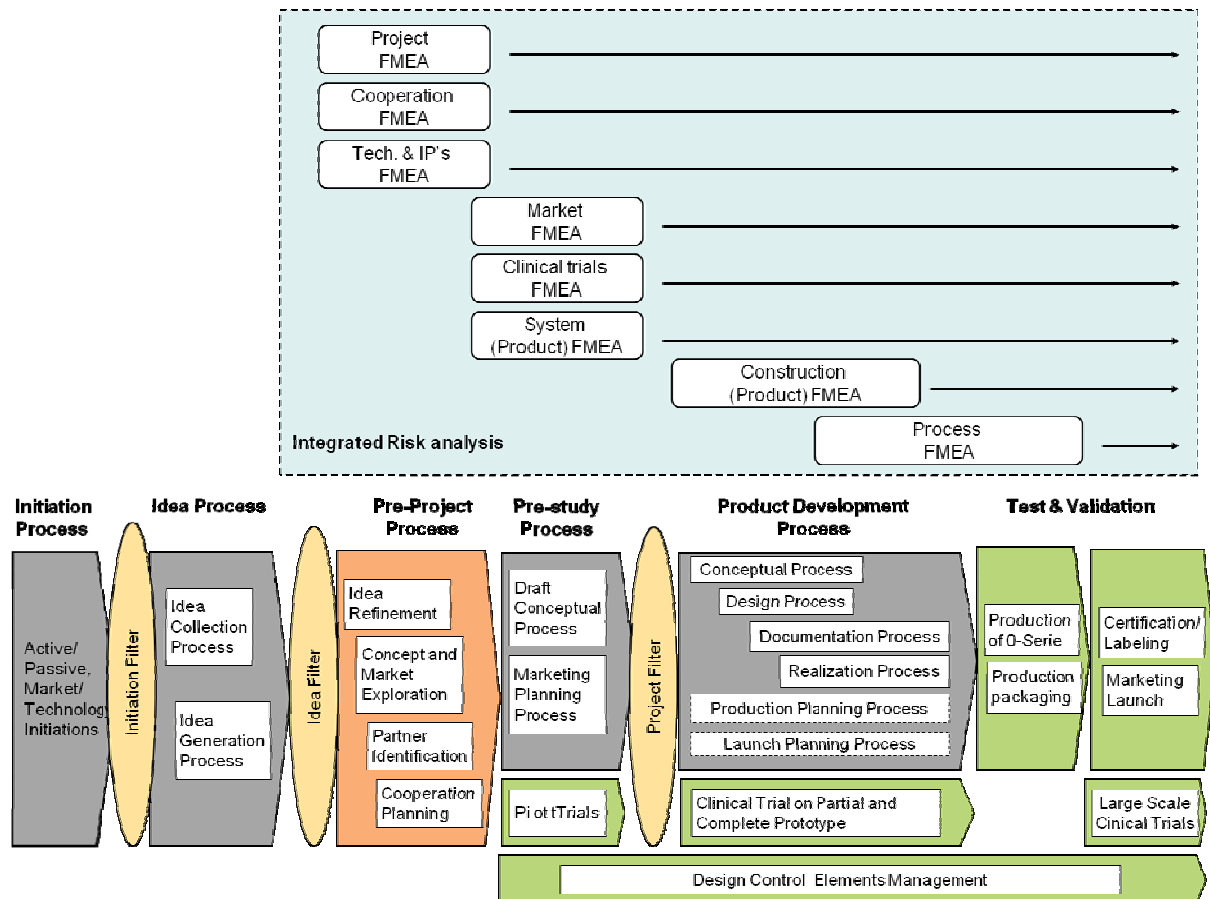 Project
FMEA
Cooperation
FMEA
Tech. & IP's
FMEA
Market
FMEA
Clinical trials
FMEA
System
(Product) FMEA
Construction
(Product) FMEA
Process
FMEA
Integrated Risk analysis
Initiation
Process
Idea Process
Pre-Project
Process
Pre-study
Process
Product Development
Process
Test & Validation
Active/
Passive,
Market/
Technology
Initiations
Initiation Filter
Idea
Collection
Process
Idea
Generation
Process
Idea Filter
Idea
Refinement
Concept and
Market
Exploration
Partner
Identification
Cooperation
Planning
Draft
Conceptual
Process
Marketing
Planning
Process
Pilot tTrials
Project Filter
Conceptual Process
Design Process
Documentation Process
Realization Process
Production Planning Process
Launch Planning Process
Clinical Trial on Partial and
Complete Prototype
Production
of 0-Serie
Production
packaging
Certification/
Labeling
Marketing
Launch
Large Scale
Cinical Trials
Design Control Elements Management